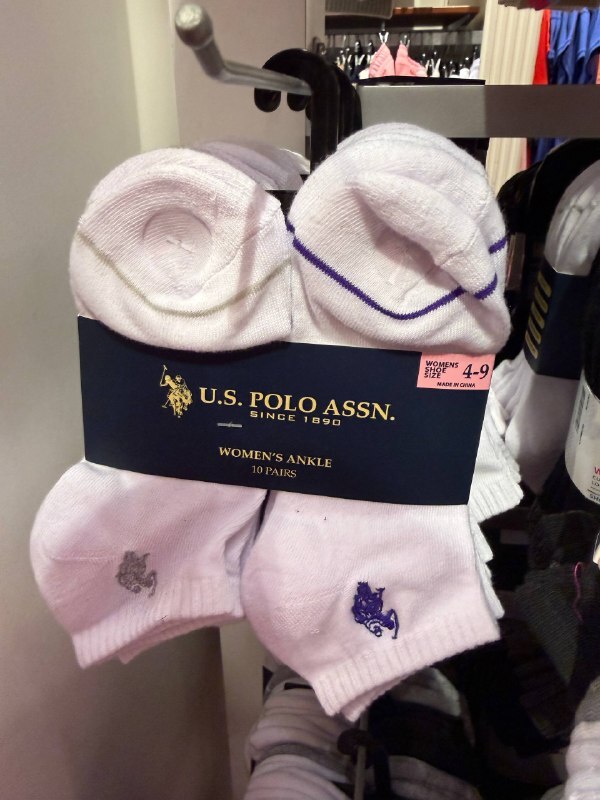 WOMENS
SHOE
SIZE
4-9
MADE IN CHINA
U.S. POLO ASSN.
SINCE 1890
WOMEN'S ANKLE
10 PAIRS